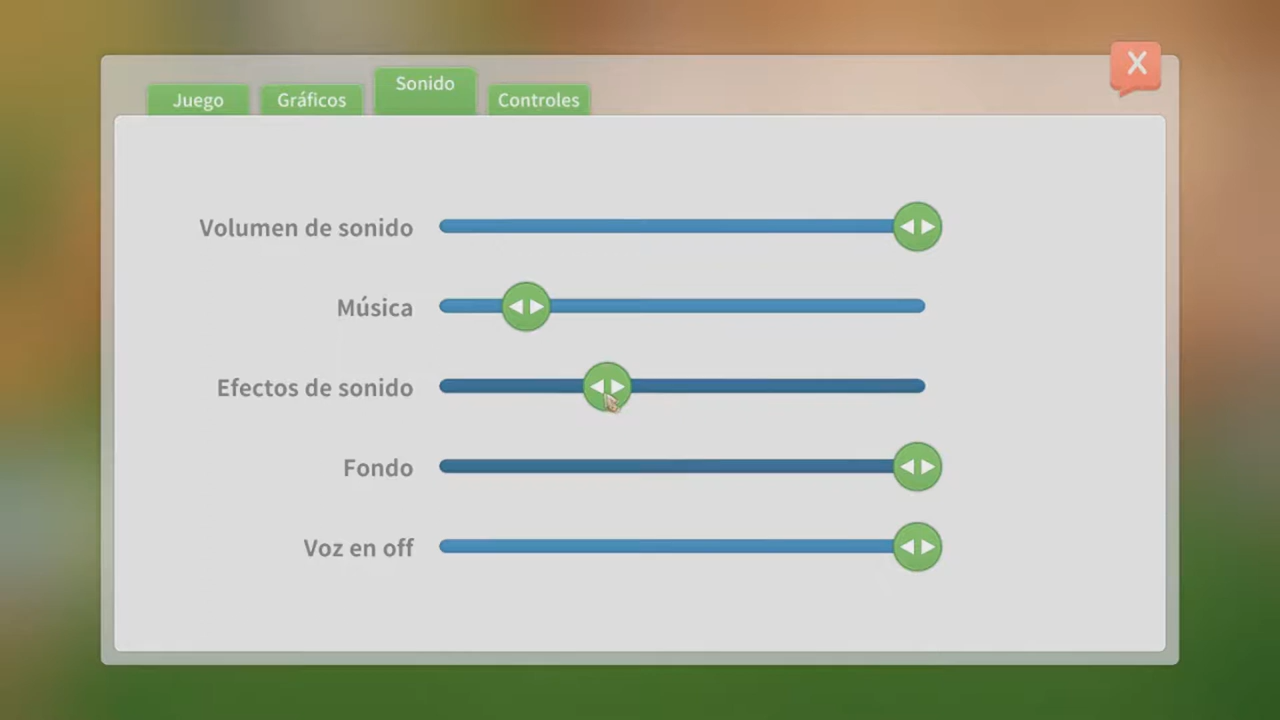 Juego
Gráficos
Sonido
Controles
X
Volumen de sonido
Música
Efectos de sonido
Fondo
Voz en off